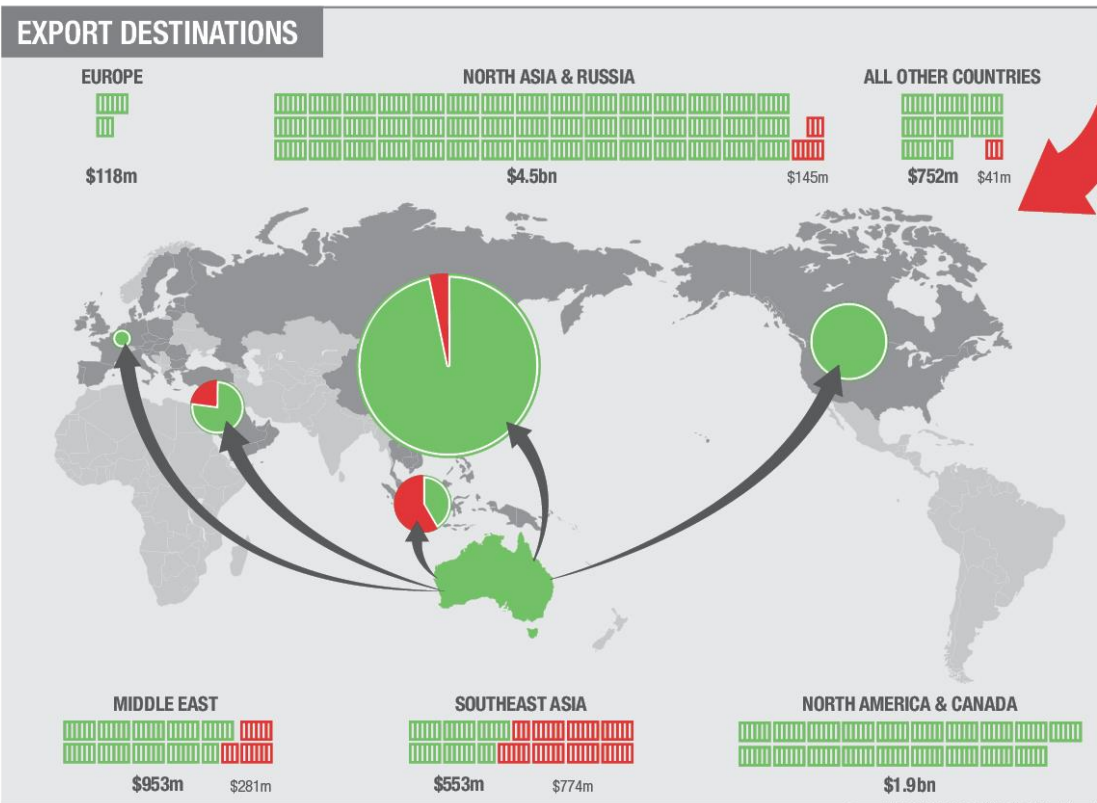 EXPORT DESTINATIONS
EUROPE
$118m
NORTH ASIA & RUSSIA
$4.5bn
$145m
ALL OTHER COUNTRIES
$752m
$41m
MIDDLE EAST
$953m
$281m
SOUTHEAST ASIA
$553m
$774m
NORTH AMERICA & CANADA
$1.9bn